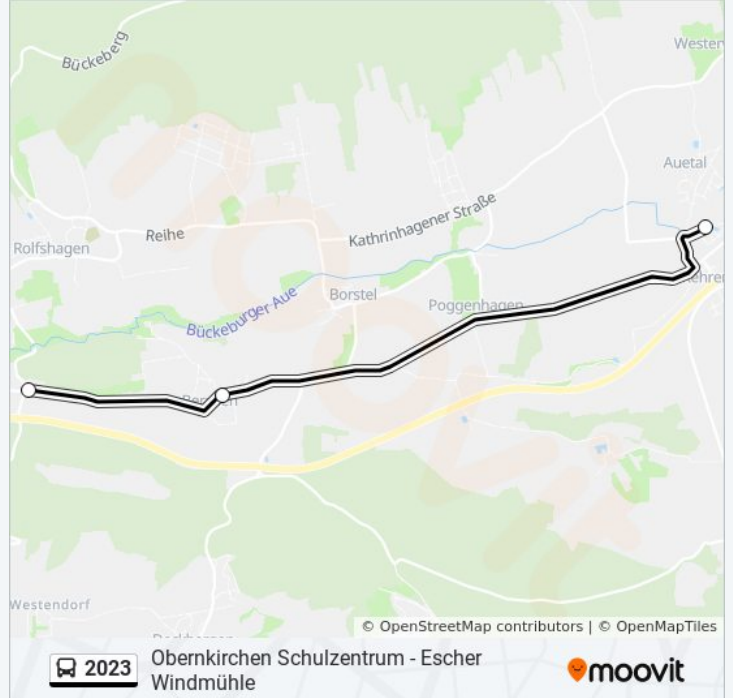 Bückeberg
Auetal
Kathrinhagener Straße
Reihe
Rolfshagen
Borstel
Bückeburger Aue
Poggenhagen
Westendorf
© OpenStreetMap contributors | © OpenMapTiles
2023 Obernkirchen Schulzentrum - Escher
Windmühle
moovit